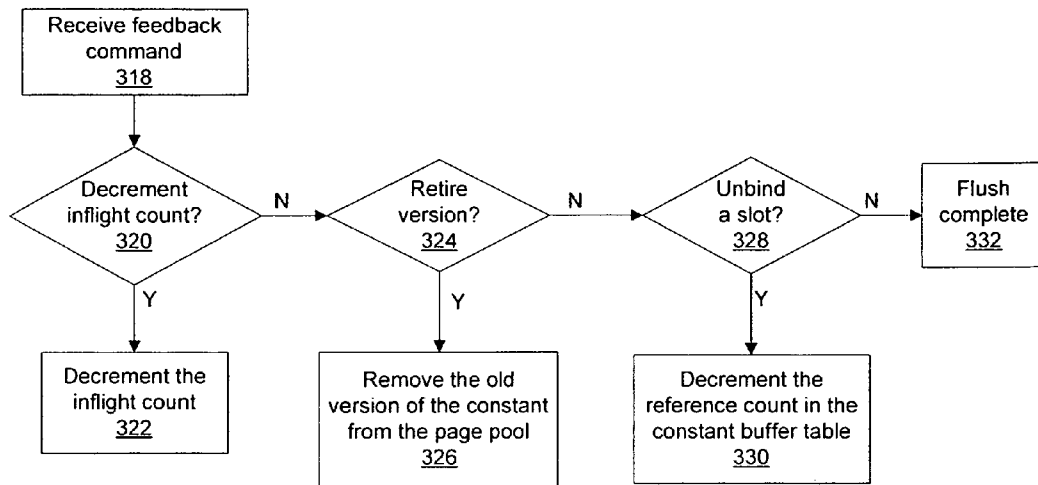 Receive feedback
command
318
Decrement
inflight count?
320
N
Retire
version?
324
N
Unbind
a slot?
328
N
Flush
complete
332
Y
Y
Y
Decrement the
inflight count
322
Remove the old
version of the constant
from the page pool
326
Decrement the
reference count in the
constant buffer table
330